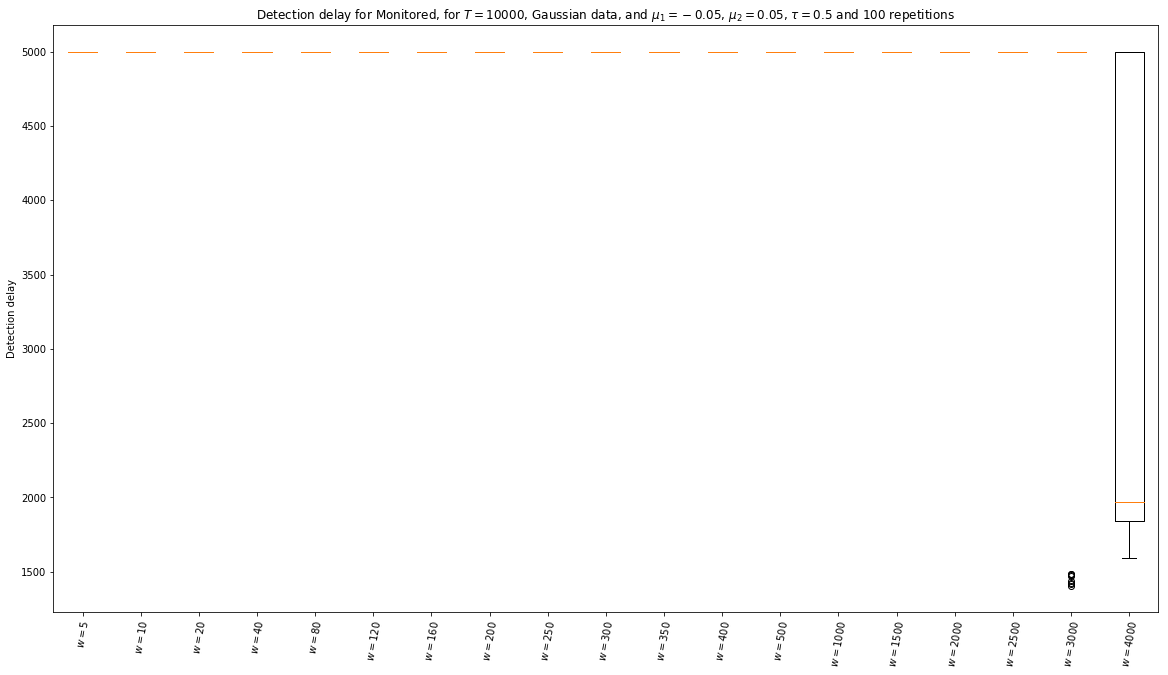 Detection delay for Monitored, for T = 10000, Gaussian data, and μ₁ = − 0.05, μ₂ = 0.05, τ = 0.5 and 100 repetitions
5000
4500
4000
3500
3000
2500
2000
1500
Detection delay
w = 5
w = 10
w = 20
w = 40
w = 80
w = 120
w = 160
w = 200
w = 250
w = 300
w = 350
w = 400
w = 500
w = 1000
w = 1500
w = 2000
w = 2500
w = 3000
w = 4000